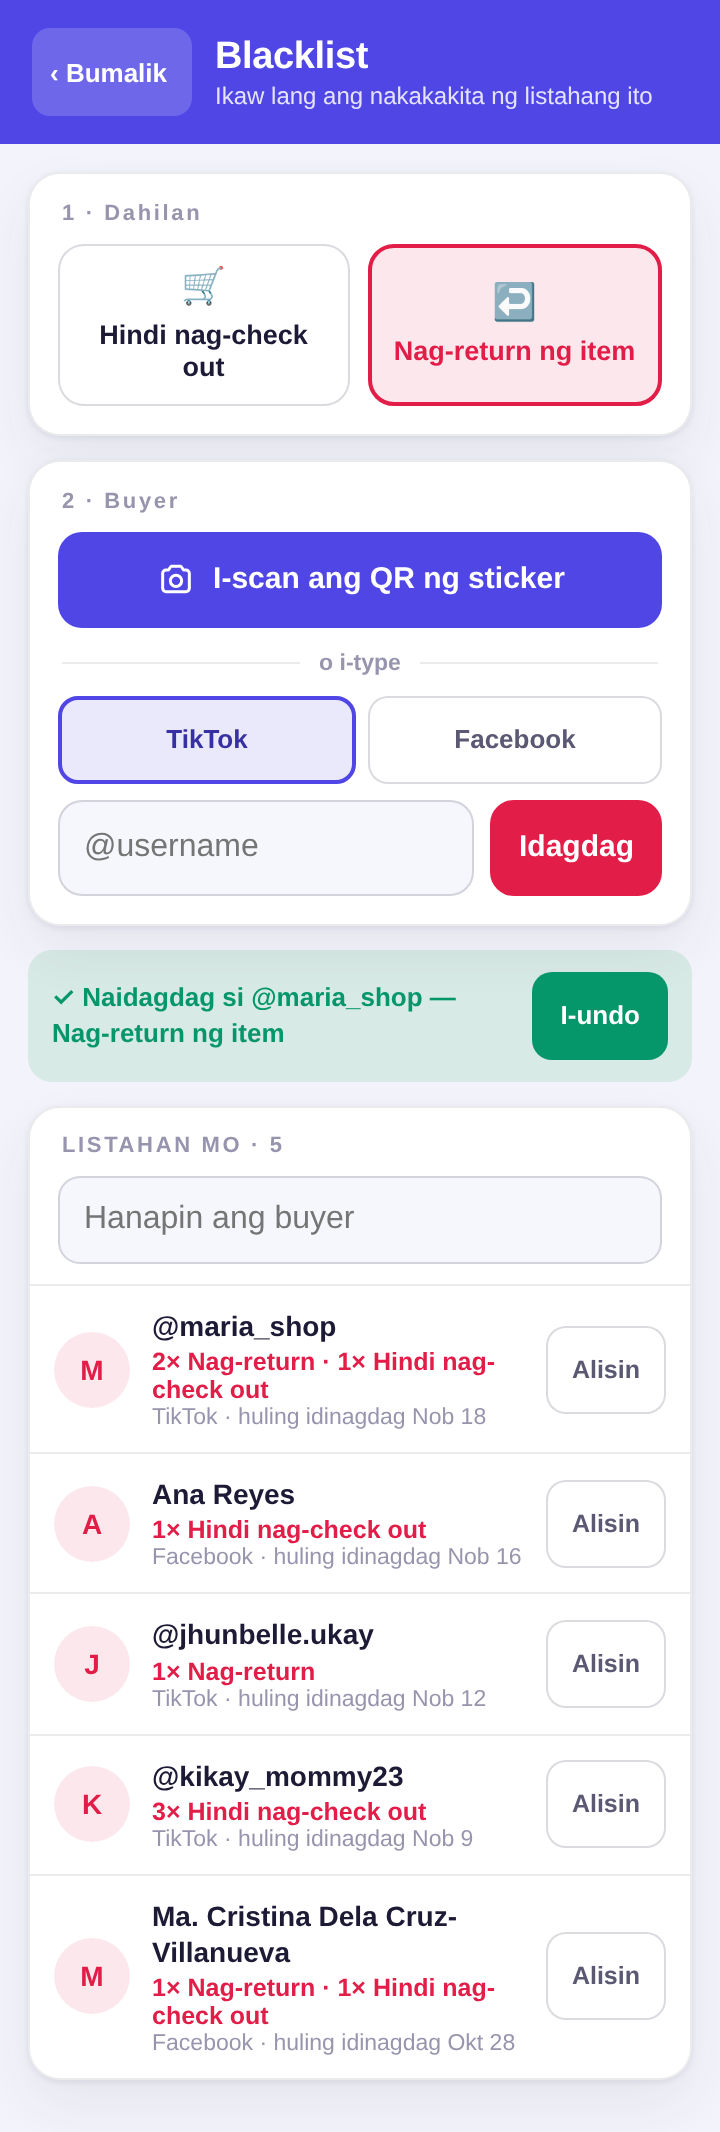 ‹ Bumalik
Blacklist
Ikaw lang ang nakakakita ng listahang ito
1 · Dahilan
Hindi nag-check
out
Nag-return ng item
2 · Buyer
I-scan ang QR ng sticker
o i-type
TikTok
Facebook
@username
Idagdag
✓ Naidagdag si @maria_shop —
Nag-return ng item
I-undo
LISTAHAN MO · 5
Hanapin ang buyer
M
@maria_shop
2× Nag-return · 1× Hindi nag-
check out
TikTok · huling idinagdag Nob 18
Alisin
A
Ana Reyes
1× Hindi nag-check out
Facebook · huling idinagdag Nob 16
Alisin
J
@jhunbelle.ukay
1× Nag-return
TikTok · huling idinagdag Nob 12
Alisin
K
@kikay_mommy23
3× Hindi nag-check out
TikTok · huling idinagdag Nob 9
Alisin
M
Ma. Cristina Dela Cruz-
Villanueva
1× Nag-return · 1× Hindi nag-
check out
Facebook · huling idinagdag Okt 28
Alisin